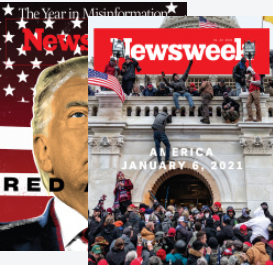 The Year in Misinformation
News
Newsweek
RED A
AMERICA
JANUARY 6, 2021